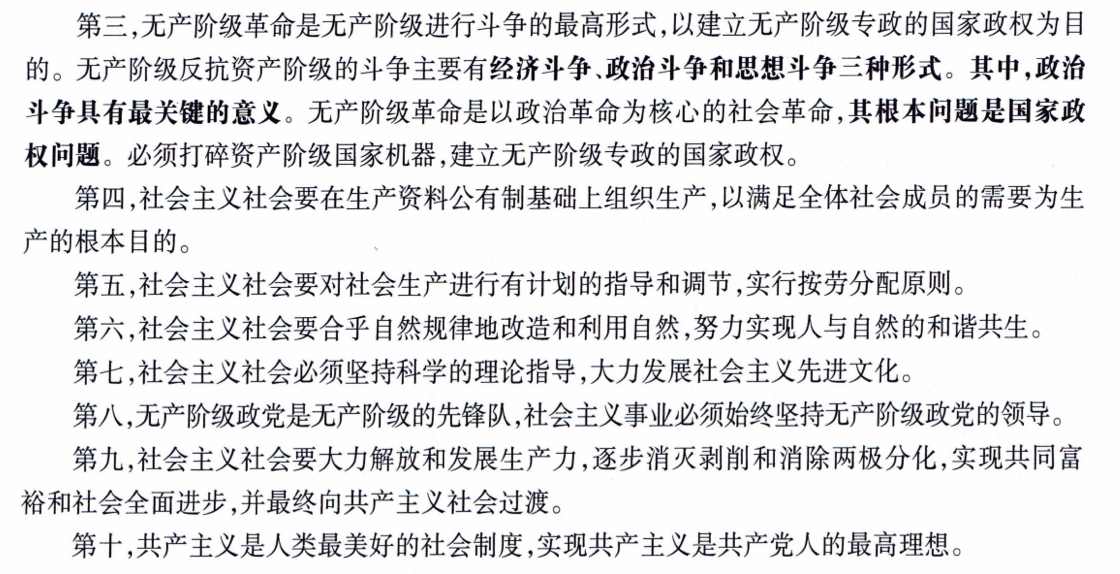 第三,无产阶级革命是无产阶级进行斗争的最高形式,以建立无产阶级专政的国家政权为目
的。无产阶级反抗资产阶级的斗争主要有经济斗争、政治斗争和思想斗争三种形式。其中,政治
斗争具有最关键的意义。无产阶级革命是以政治革命为核心的社会革命,其根本问题是国家政
权问题。必须打碎资产阶级国家机器,建立无产阶级专政的国家政权。
第四,社会主义社会要在生产资料公有制基础上组织生产,以满足全体社会成员的需要为生
产的根本目的。
第五,社会主义社会要对社会生产进行有计划的指导和调节,实行按劳分配原则。
第六,社会主义社会要合乎自然规律地改造和利用自然,努力实现人与自然的和谐共生。
第七,社会主义社会必须坚持科学的理论指导,大力发展社会主义先进文化。
第八,无产阶级政党是无产阶级的先锋队,社会主义事业必须始终坚持无产阶级政党的领导。
第九,社会主义社会要大力解放和发展生产力,逐步消灭剥削和消除两极分化,实现共同富
裕和社会全面进步,并最终向共产主义社会过渡。
第十,共产主义是人类最美好的社会制度,实现共产主义是共产党人的最高理想。